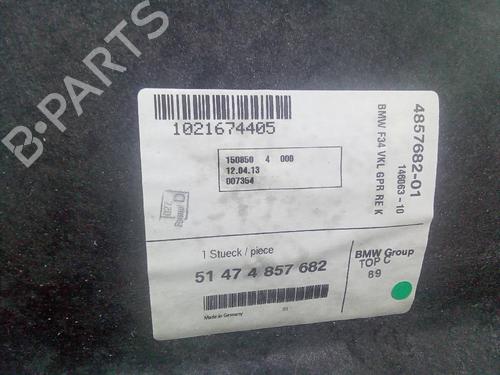 1021674405
150850 4 000
12.04.13
007354
4857682-01
146063-10
BMW F34 VKL GPR RE K
1 Stueck / piece
51 47 4 857 682
Made in Germany
BMW Group
TOP C
89
B-PARTS